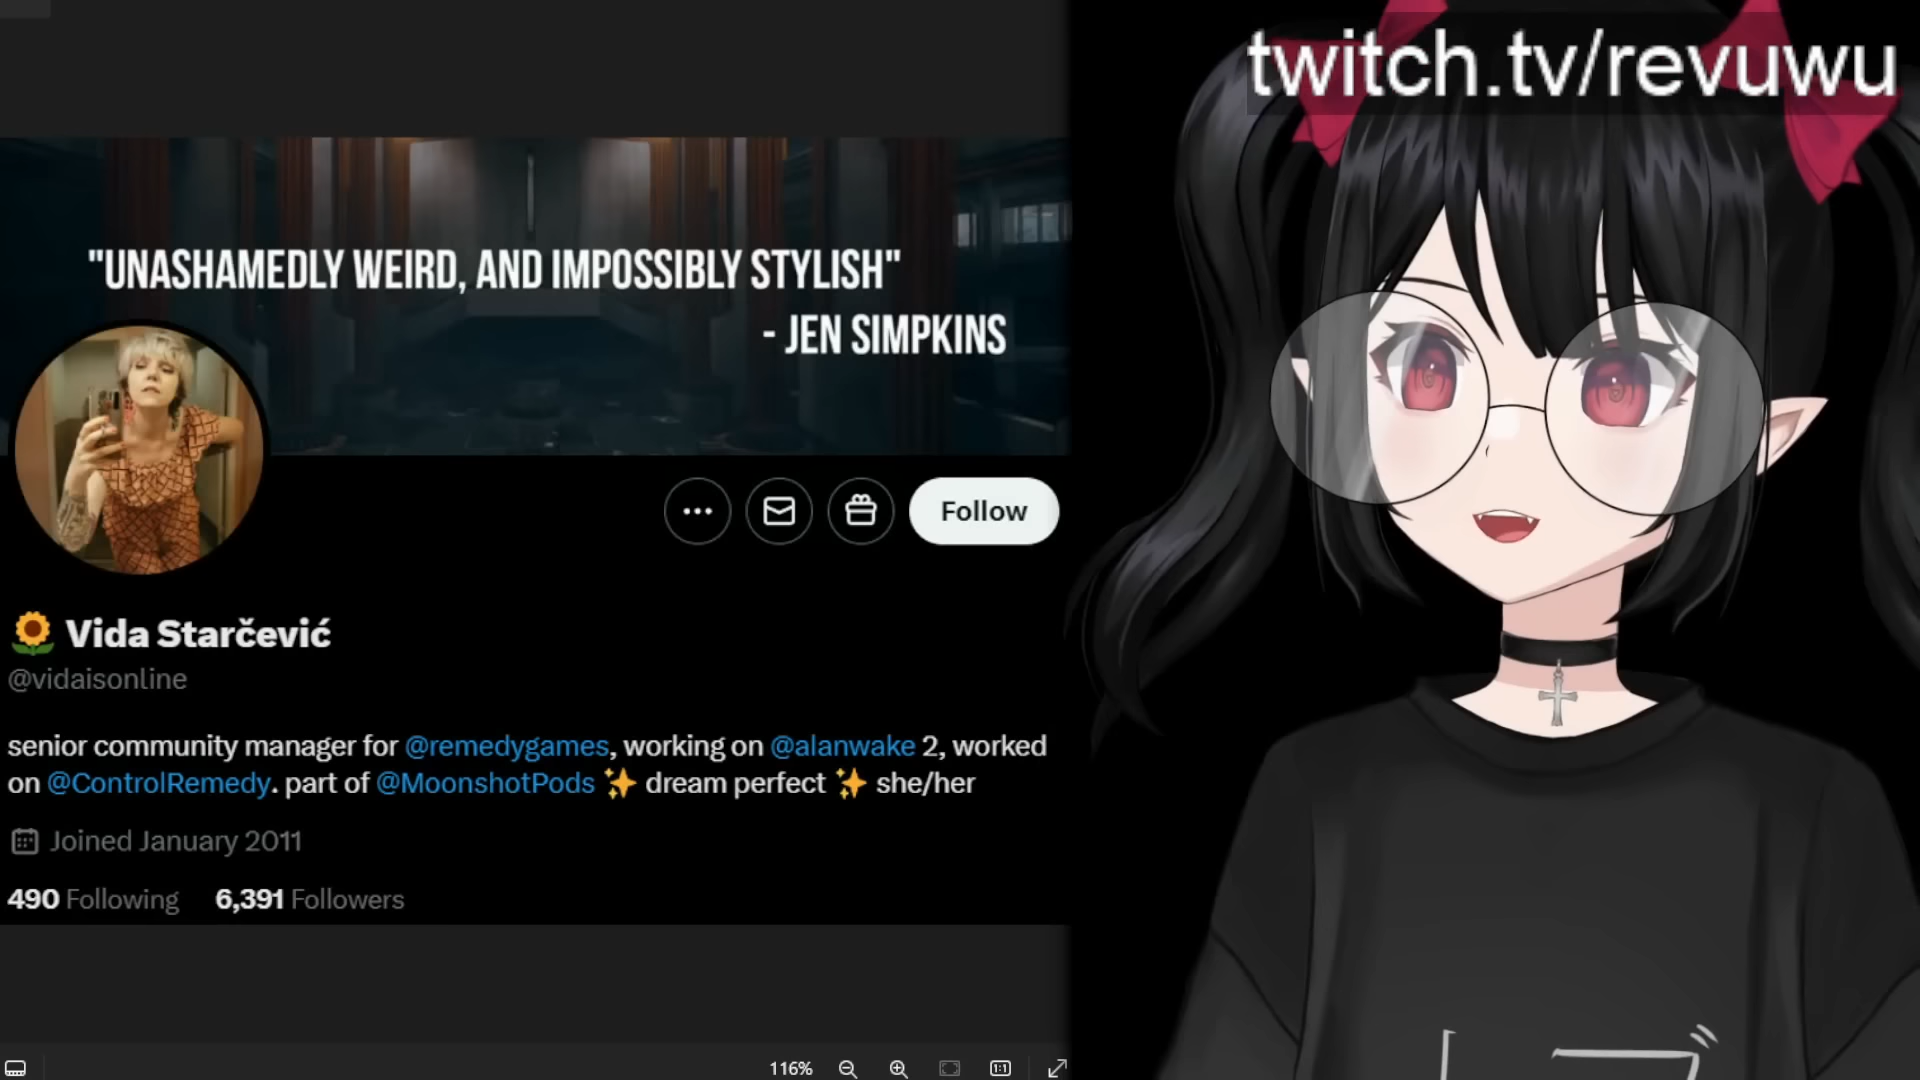 twitch.tv/revuwu
"UNASHAMEDLY WEIRD, AND IMPOSSIBLY STYLISH"
- JEN SIMPKINS
Follow
🌻 Vida Starčević
@vidaisonline
senior community manager for @remedygames, working on @alanwake 2, worked
on @ControlRemedy. part of @MoonshotPods ✨ dream perfect ✨ she/her
Joined January 2011
490 Following 6,391 Followers
116%
1:1